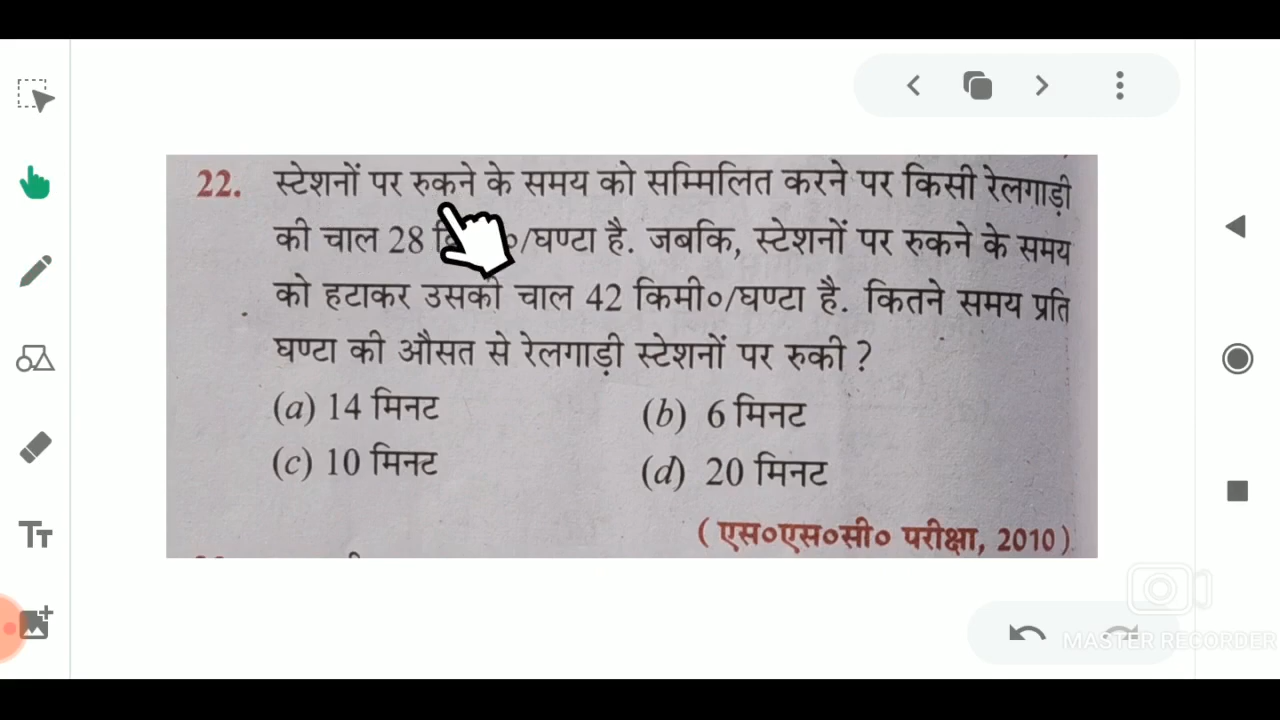 22. स्टेशनों पर रुकने के समय को सम्मिलित करने पर किसी रेलगाड़ी
की चाल 28 /घण्टा है. जबकि, स्टेशनों पर रुकने के समय
को हटाकर उसकी चाल 42 किमी०/घण्टा है. कितने समय प्रति
घण्टा की औसत से रेलगाड़ी स्टेशनों पर रुकी ?
(a) 14 मिनट (b) 6 मिनट
(c) 10 मिनट (d) 20 मिनट
(एस०एस०सी० परीक्षा, 2010)
Tт
MASTER RECORDER